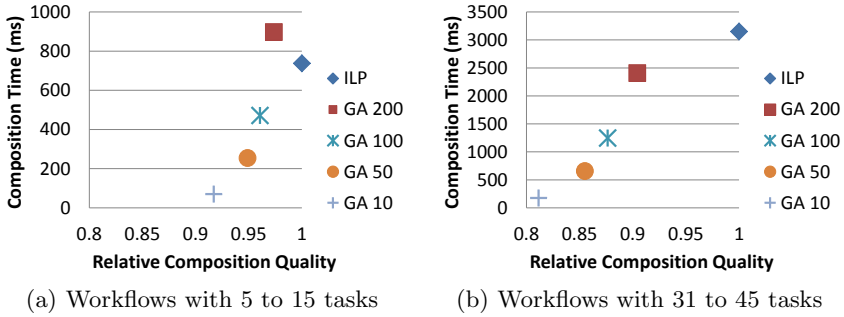 1000
800
600
400
200
0
Composition Time (ms)
0.8 0.85 0.9 0.95 1
Relative Composition Quality
ILP
GA 200
GA 100
GA 50
GA 10
(a) Workflows with 5 to 15 tasks
3500
3000
2500
2000
1500
1000
500
0
Composition Time (ms)
0.8 0.85 0.9 0.95 1
Relative Composition Quality
ILP
GA 200
GA 100
GA 50
GA 10
(b) Workflows with 31 to 45 tasks